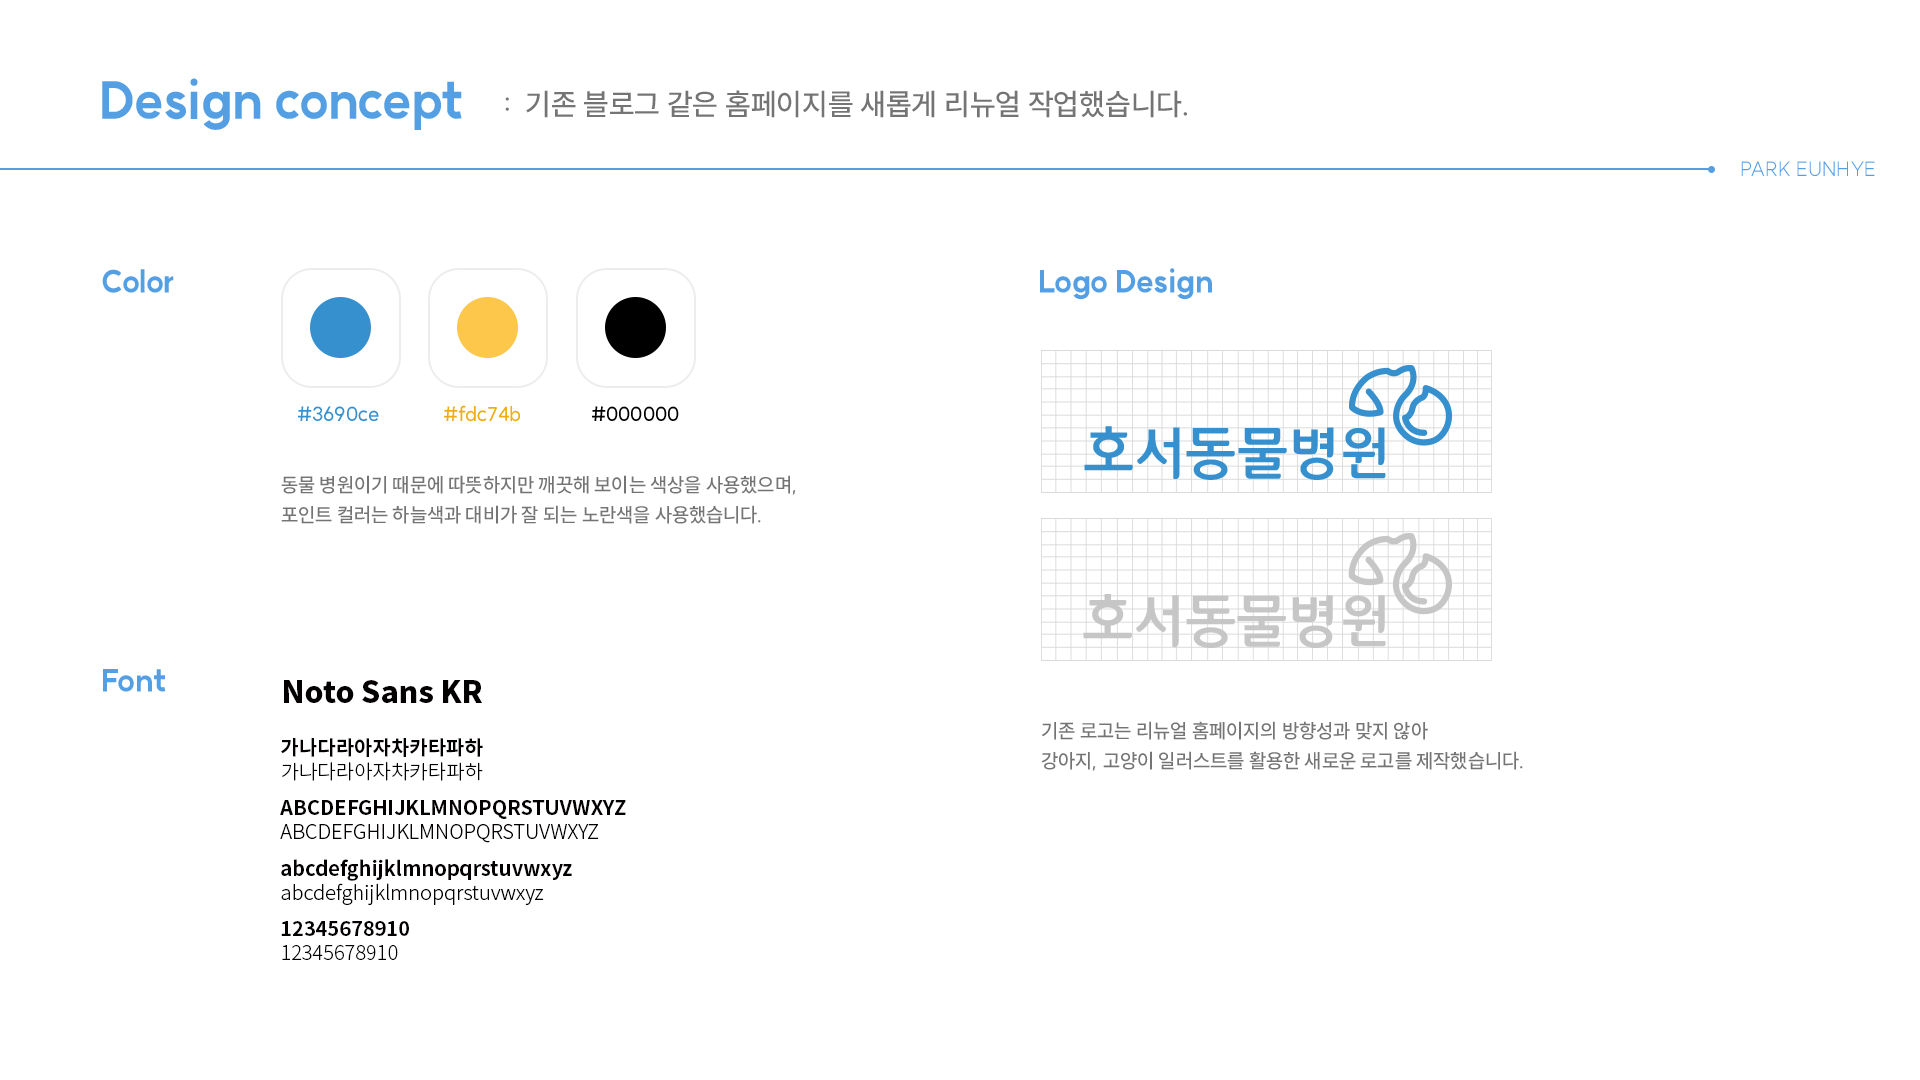 Design concept : 기존 블로그 같은 홈페이지를 새롭게 리뉴얼 작업했습니다.
PARK EUNHYE
Color
#3690ce #fdc74b #000000
동물 병원이기 때문에 따뜻하지만 깨끗해 보이는 색상을 사용했으며,
포인트 컬러는 하늘색과 대비가 잘 되는 노란색을 사용했습니다.
Font
Noto Sans KR
가나다라아자차카타파하
가나다라아자차카타파하
ABCDEFGHIJKLMNOPQRSTUVWXYZ
ABCDEFGHIJKLMNOPQRSTUVWXYZ
abcdefghijklmnopqrstuvwxyz
abcdefghijklmnopqrstuvwxyz
12345678910
12345678910
Logo Design
호서동물병원
호서동물병원
기존 로고는 리뉴얼 홈페이지의 방향성과 맞지 않아
강아지, 고양이 일러스트를 활용한 새로운 로고를 제작했습니다.